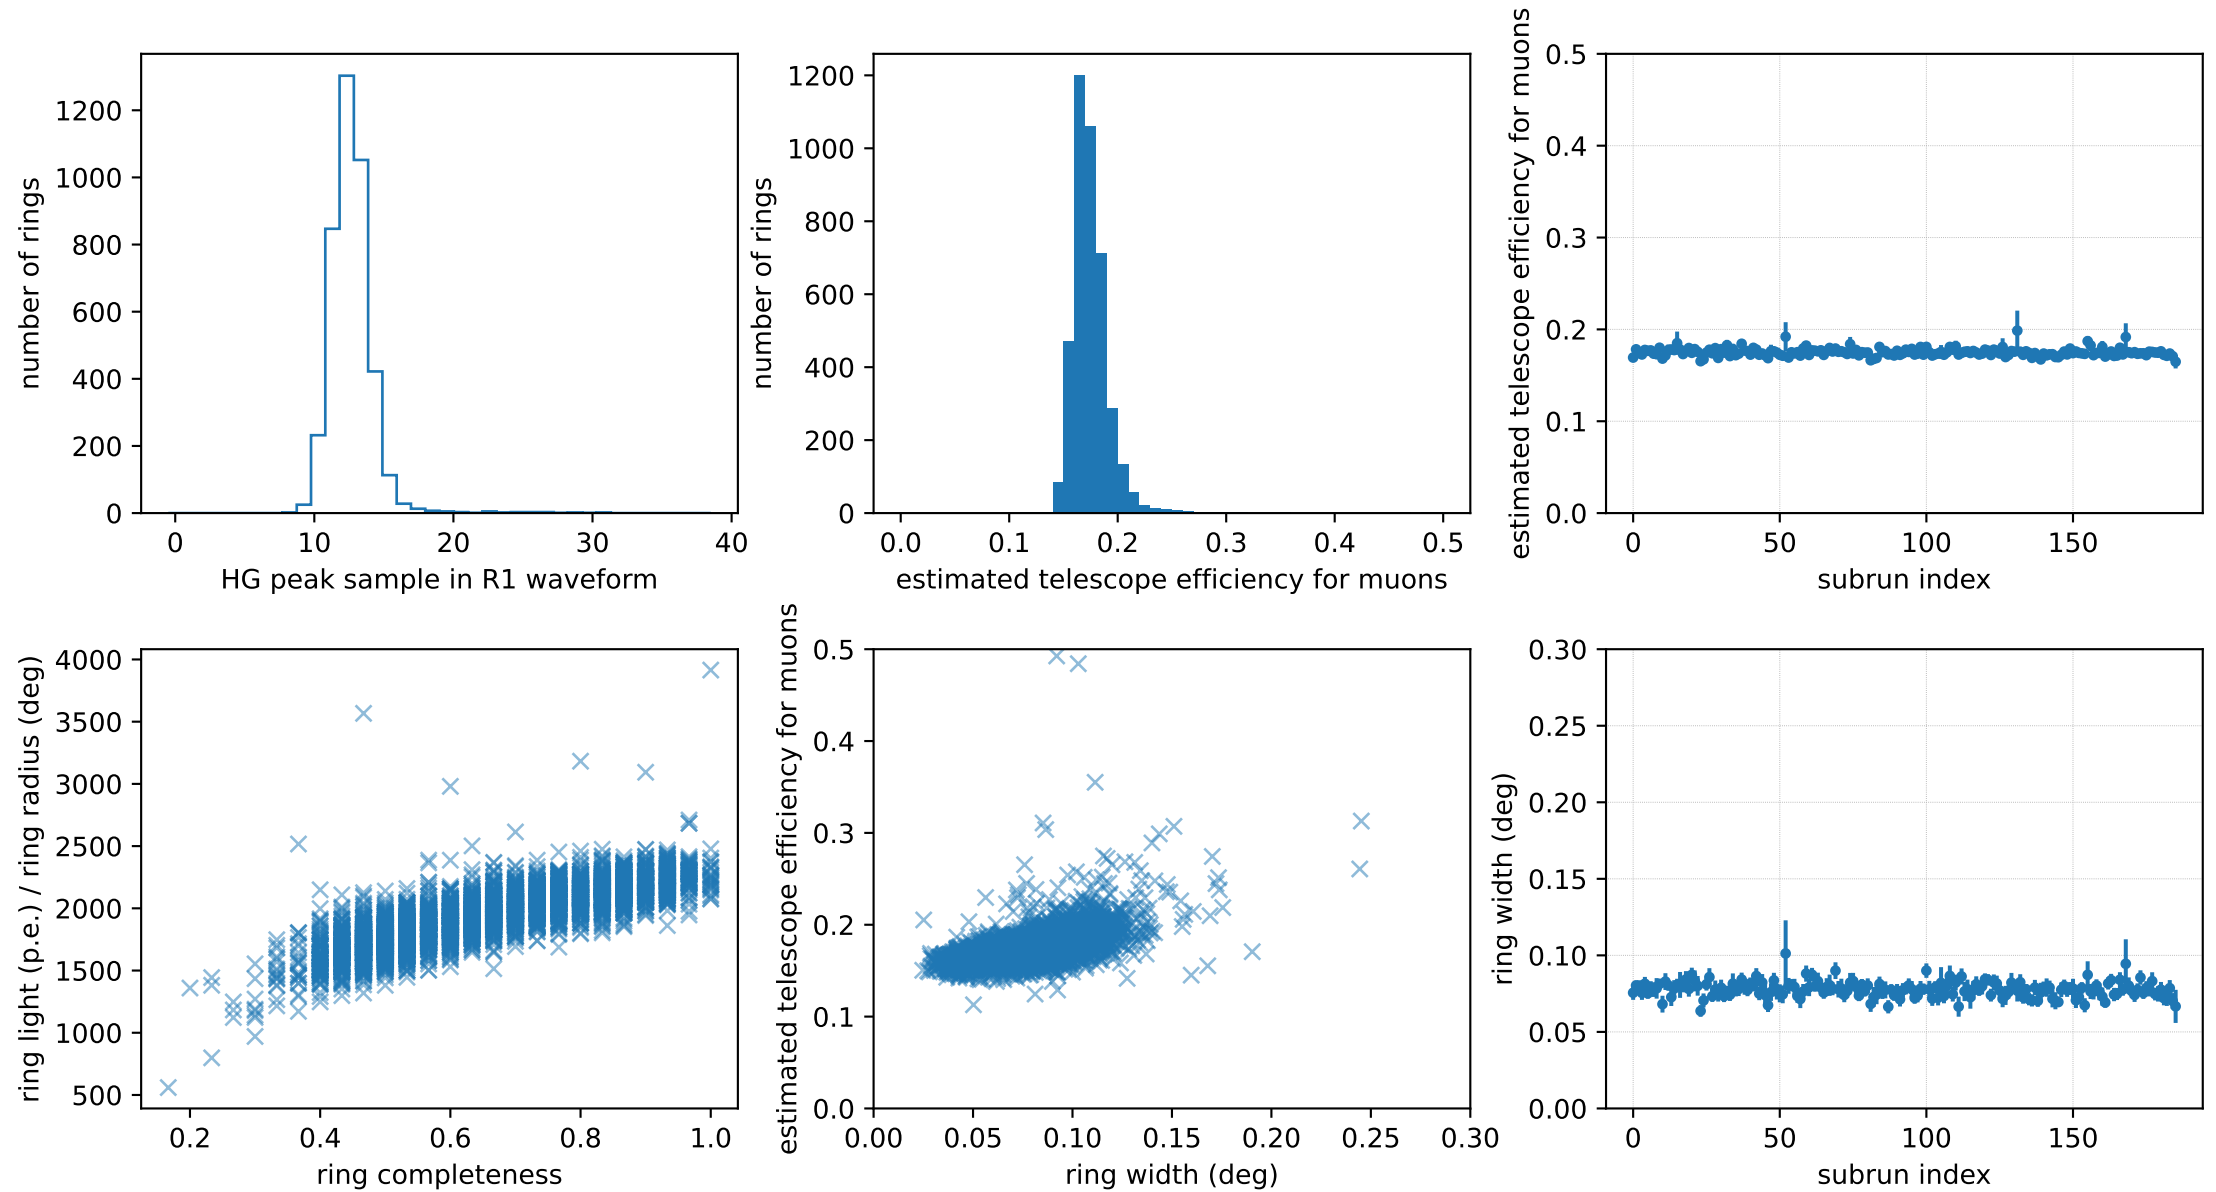 number of rings
1200
1000
800
600
400
200
0
0 10 20 30 40
HG peak sample in R1 waveform
number of rings
1200
1000
800
600
400
200
0
0.0 0.1 0.2 0.3 0.4 0.5
estimated telescope efficiency for muons
estimated telescope efficiency for muons
0.5
0.4
0.3
0.2
0.1
0.0
0 50 100 150
subrun index
ring light (p.e.) / ring radius (deg)
4000
3500
3000
2500
2000
1500
1000
500
0.2 0.4 0.6 0.8 1.0
ring completeness
estimated telescope efficiency for muons
0.5
0.4
0.3
0.2
0.1
0.0
0.00 0.05 0.10 0.15 0.20 0.25 0.30
ring width (deg)
ring width (deg)
0.30
0.25
0.20
0.15
0.10
0.05
0.00
0 50 100 150
subrun index